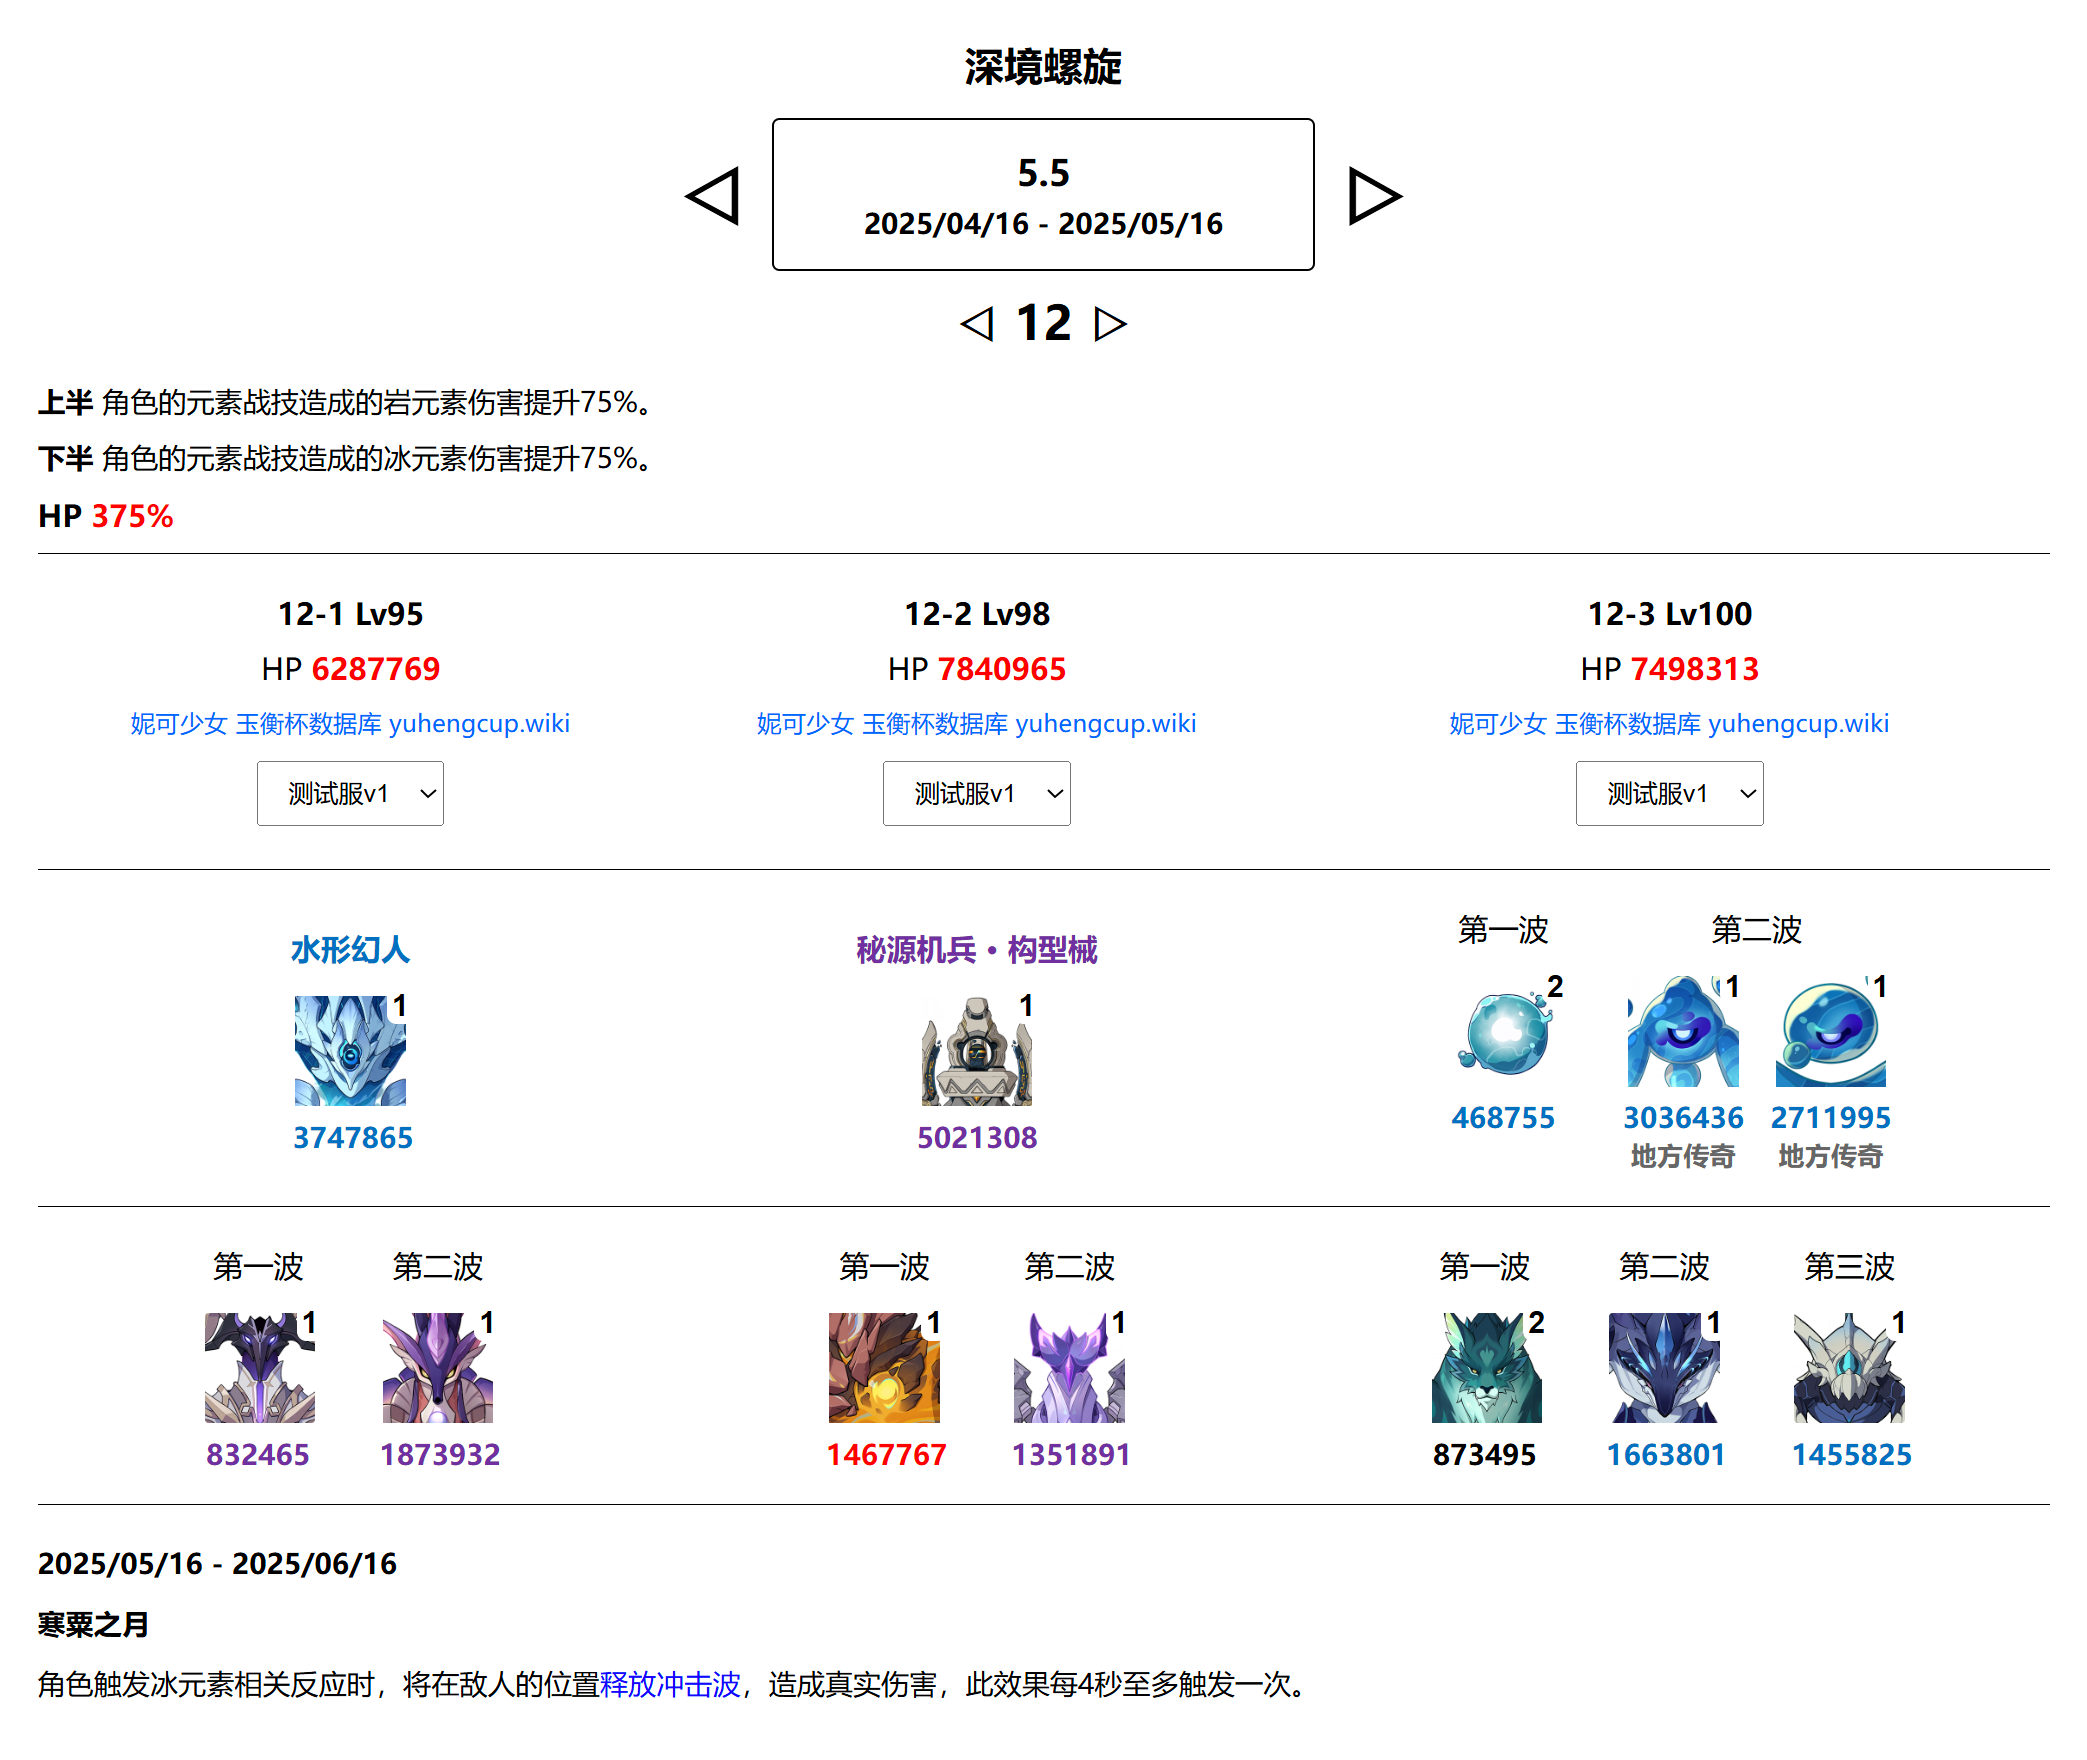 深境螺旋
5.5
2025/04/16 - 2025/05/16
12
上半 角色的元素战技造成的岩元素伤害提升75%。
下半 角色的元素战技造成的冰元素伤害提升75%。
HP 375%
12-1 Lv95
HP 6287769
妮可少女 玉衡杯数据库 yuhengcup.wiki
测试服v1
12-2 Lv98
HP 7840965
妮可少女 玉衡杯数据库 yuhengcup.wiki
测试服v1
12-3 Lv100
HP 7498313
妮可少女 玉衡杯数据库 yuhengcup.wiki
测试服v1
水形幻人
1
3747865
秘源机兵·构型械
1
5021308
第一波
2
468755
第二波
1
3036436
地方传奇
1
2711995
地方传奇
第一波
1
832465
第二波
1
1873932
第一波
1
1467767
第二波
1
1351891
第一波
2
873495
第二波
1
1663801
第三波
1
1455825
2025/05/16 - 2025/06/16
寒粟之月
角色触发冰元素相关反应时，将在敌人的位置释放冲击波，造成真实伤害，此效果每4秒至多触发一次。